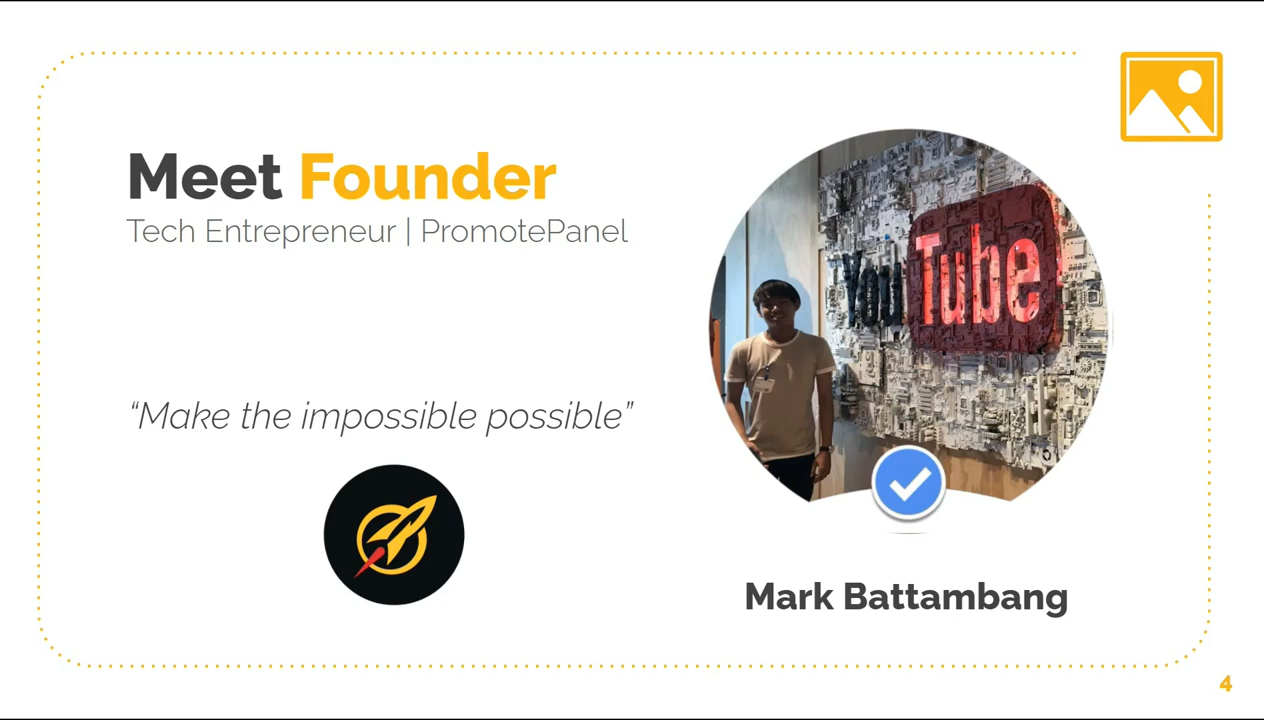 Meet Founder
Tech Entrepreneur | PromotePanel
“Make the impossible possible”
YouTube
Mark Battambang
4